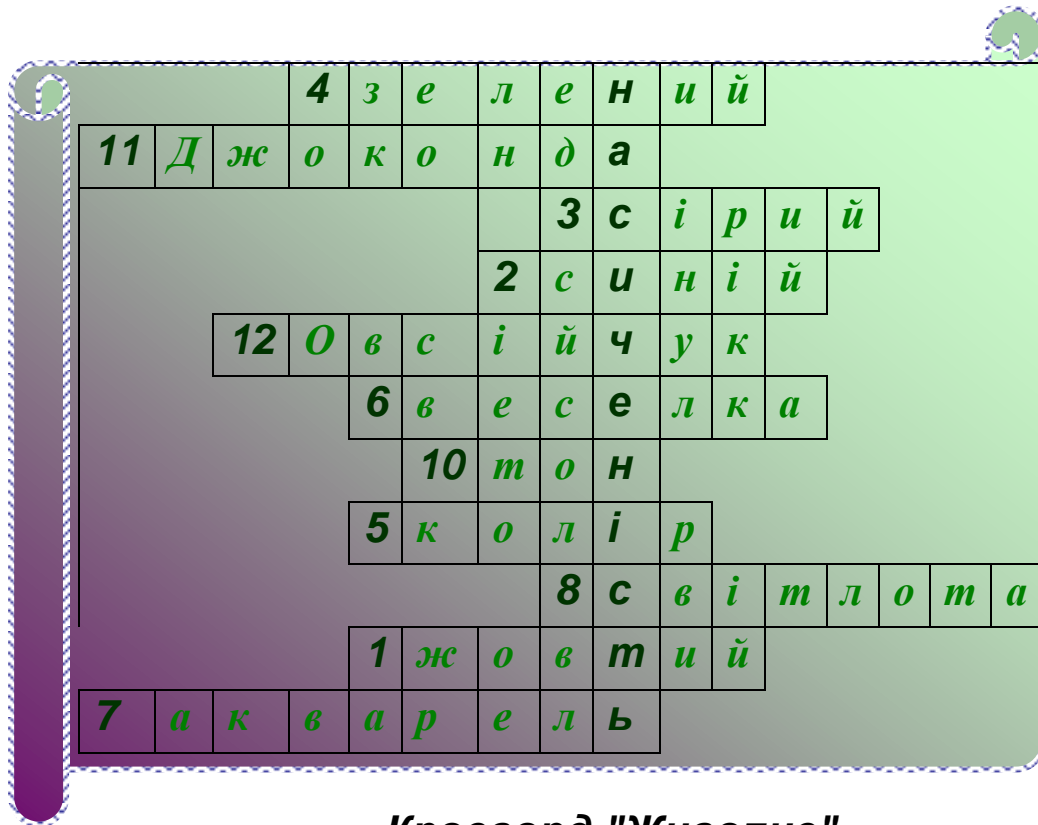 4 зелений
11 Джоконда
3 сірий
2 синій
12 Овсійчук
6 веселка
10 тон
5 колір
8 світлота
1 жовтий
7 акварель